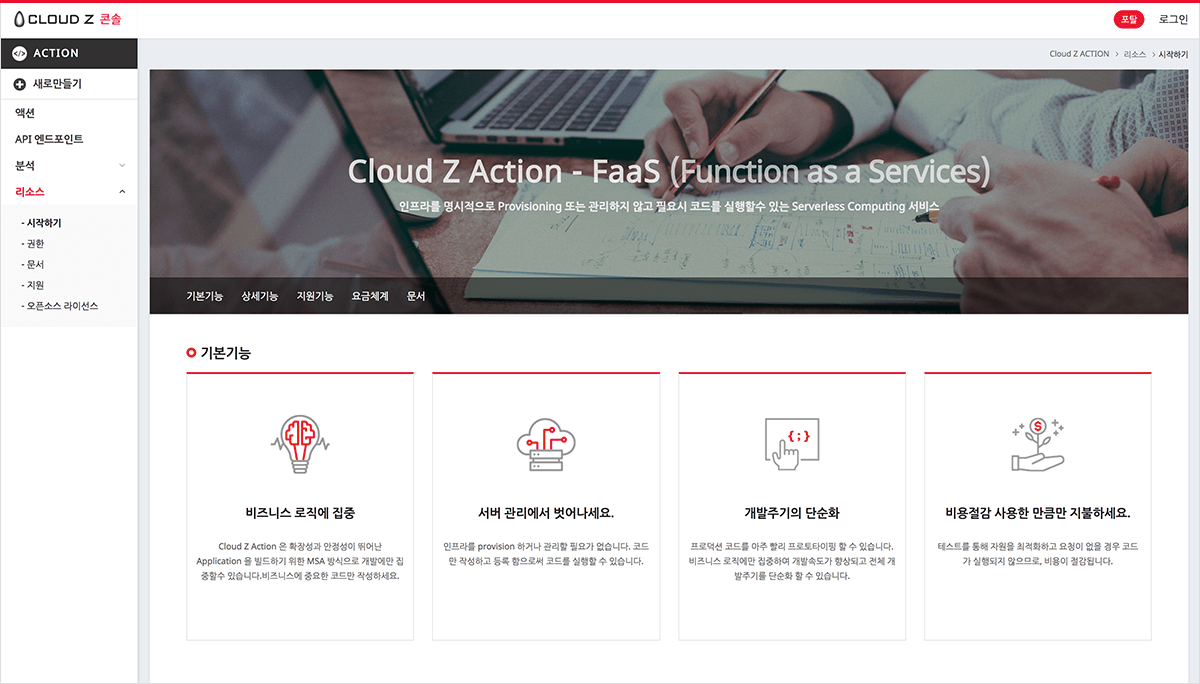 CLOUD Z 콘솔
포탈
로그인
ACTION
Cloud Z ACTION > 리소스 > 시작하기
새로만들기
액션
API 엔드포인트
분석
리소스
- 시작하기
- 권한
- 문서
- 지원
- 오픈소스 라이선스
Cloud Z Action - FaaS (Function as a Services)
인프라를 명시적으로 Provisioning 또는 관리하지 않고 필요시 코드를 실행할수 있는 Serverless Computing 서비스
기본기능 상세기능 지원기능 요금체계 문서
기본기능
비즈니스 로직에 집중
Cloud Z Action 은 확장성과 안정성이 뛰어난
Application 을 빌드하기 위한 MSA 방식으로 개발에만 집
중할수 있습니다.비즈니스에 중요한 코드만 작성하세요.
서버 관리에서 벗어나세요.
인프라를 provision 하거나 관리할 필요가 없습니다. 코드
만 작성하고 등록 함으로써 코드를 실행할 수 있습니다.
{;}
개발주기의 단순화
프로덕션 코드를 아주 빨리 프로토타이핑 할 수 있습니다.
비즈니스 로직에만 집중하여 개발속도가 향상되고 전체 개
발주기를 단순화 할 수 있습니다.
$
비용절감 사용한 만큼만 지불하세요.
테스트를 통해 자원을 최적화하고 요청이 없을 경우 코드
가 실행되지 않으므로, 비용이 절감됩니다.